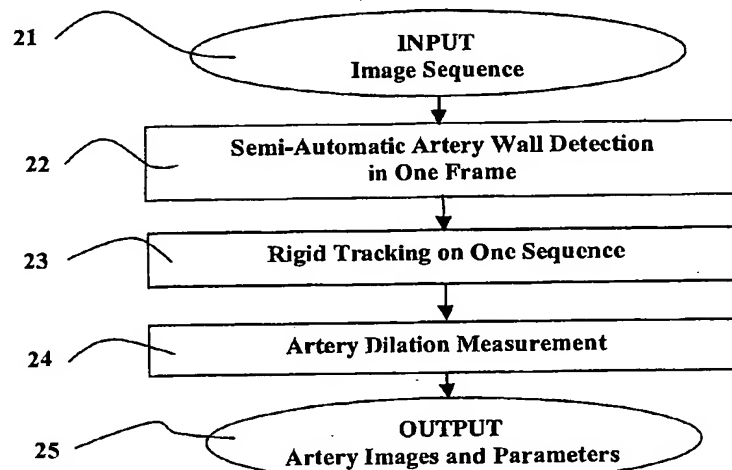 21
INPUT
Image Sequence
22
Semi-Automatic Artery Wall Detection
in One Frame
23
Rigid Tracking on One Sequence
24
Artery Dilation Measurement
25
OUTPUT
Artery Images and Parameters